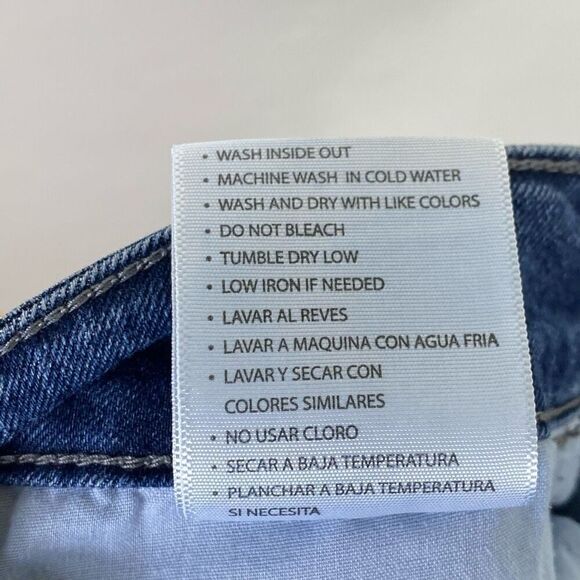 • WASH INSIDE OUT
• MACHINE WASH IN COLD WATER
• WASH AND DRY WITH LIKE COLORS
• DO NOT BLEACH
• TUMBLE DRY LOW
• LOW IRON IF NEEDED
• LAVAR AL REVES
• LAVAR A MAQUINA CON AGUA FRIA
• LAVAR Y SECAR CON
COLORES SIMILARES
• NO USAR CLORO
• SECAR A BAJA TEMPERATURA
• PLANCHAR A BAJA TEMPERATURA
SI NECESITA